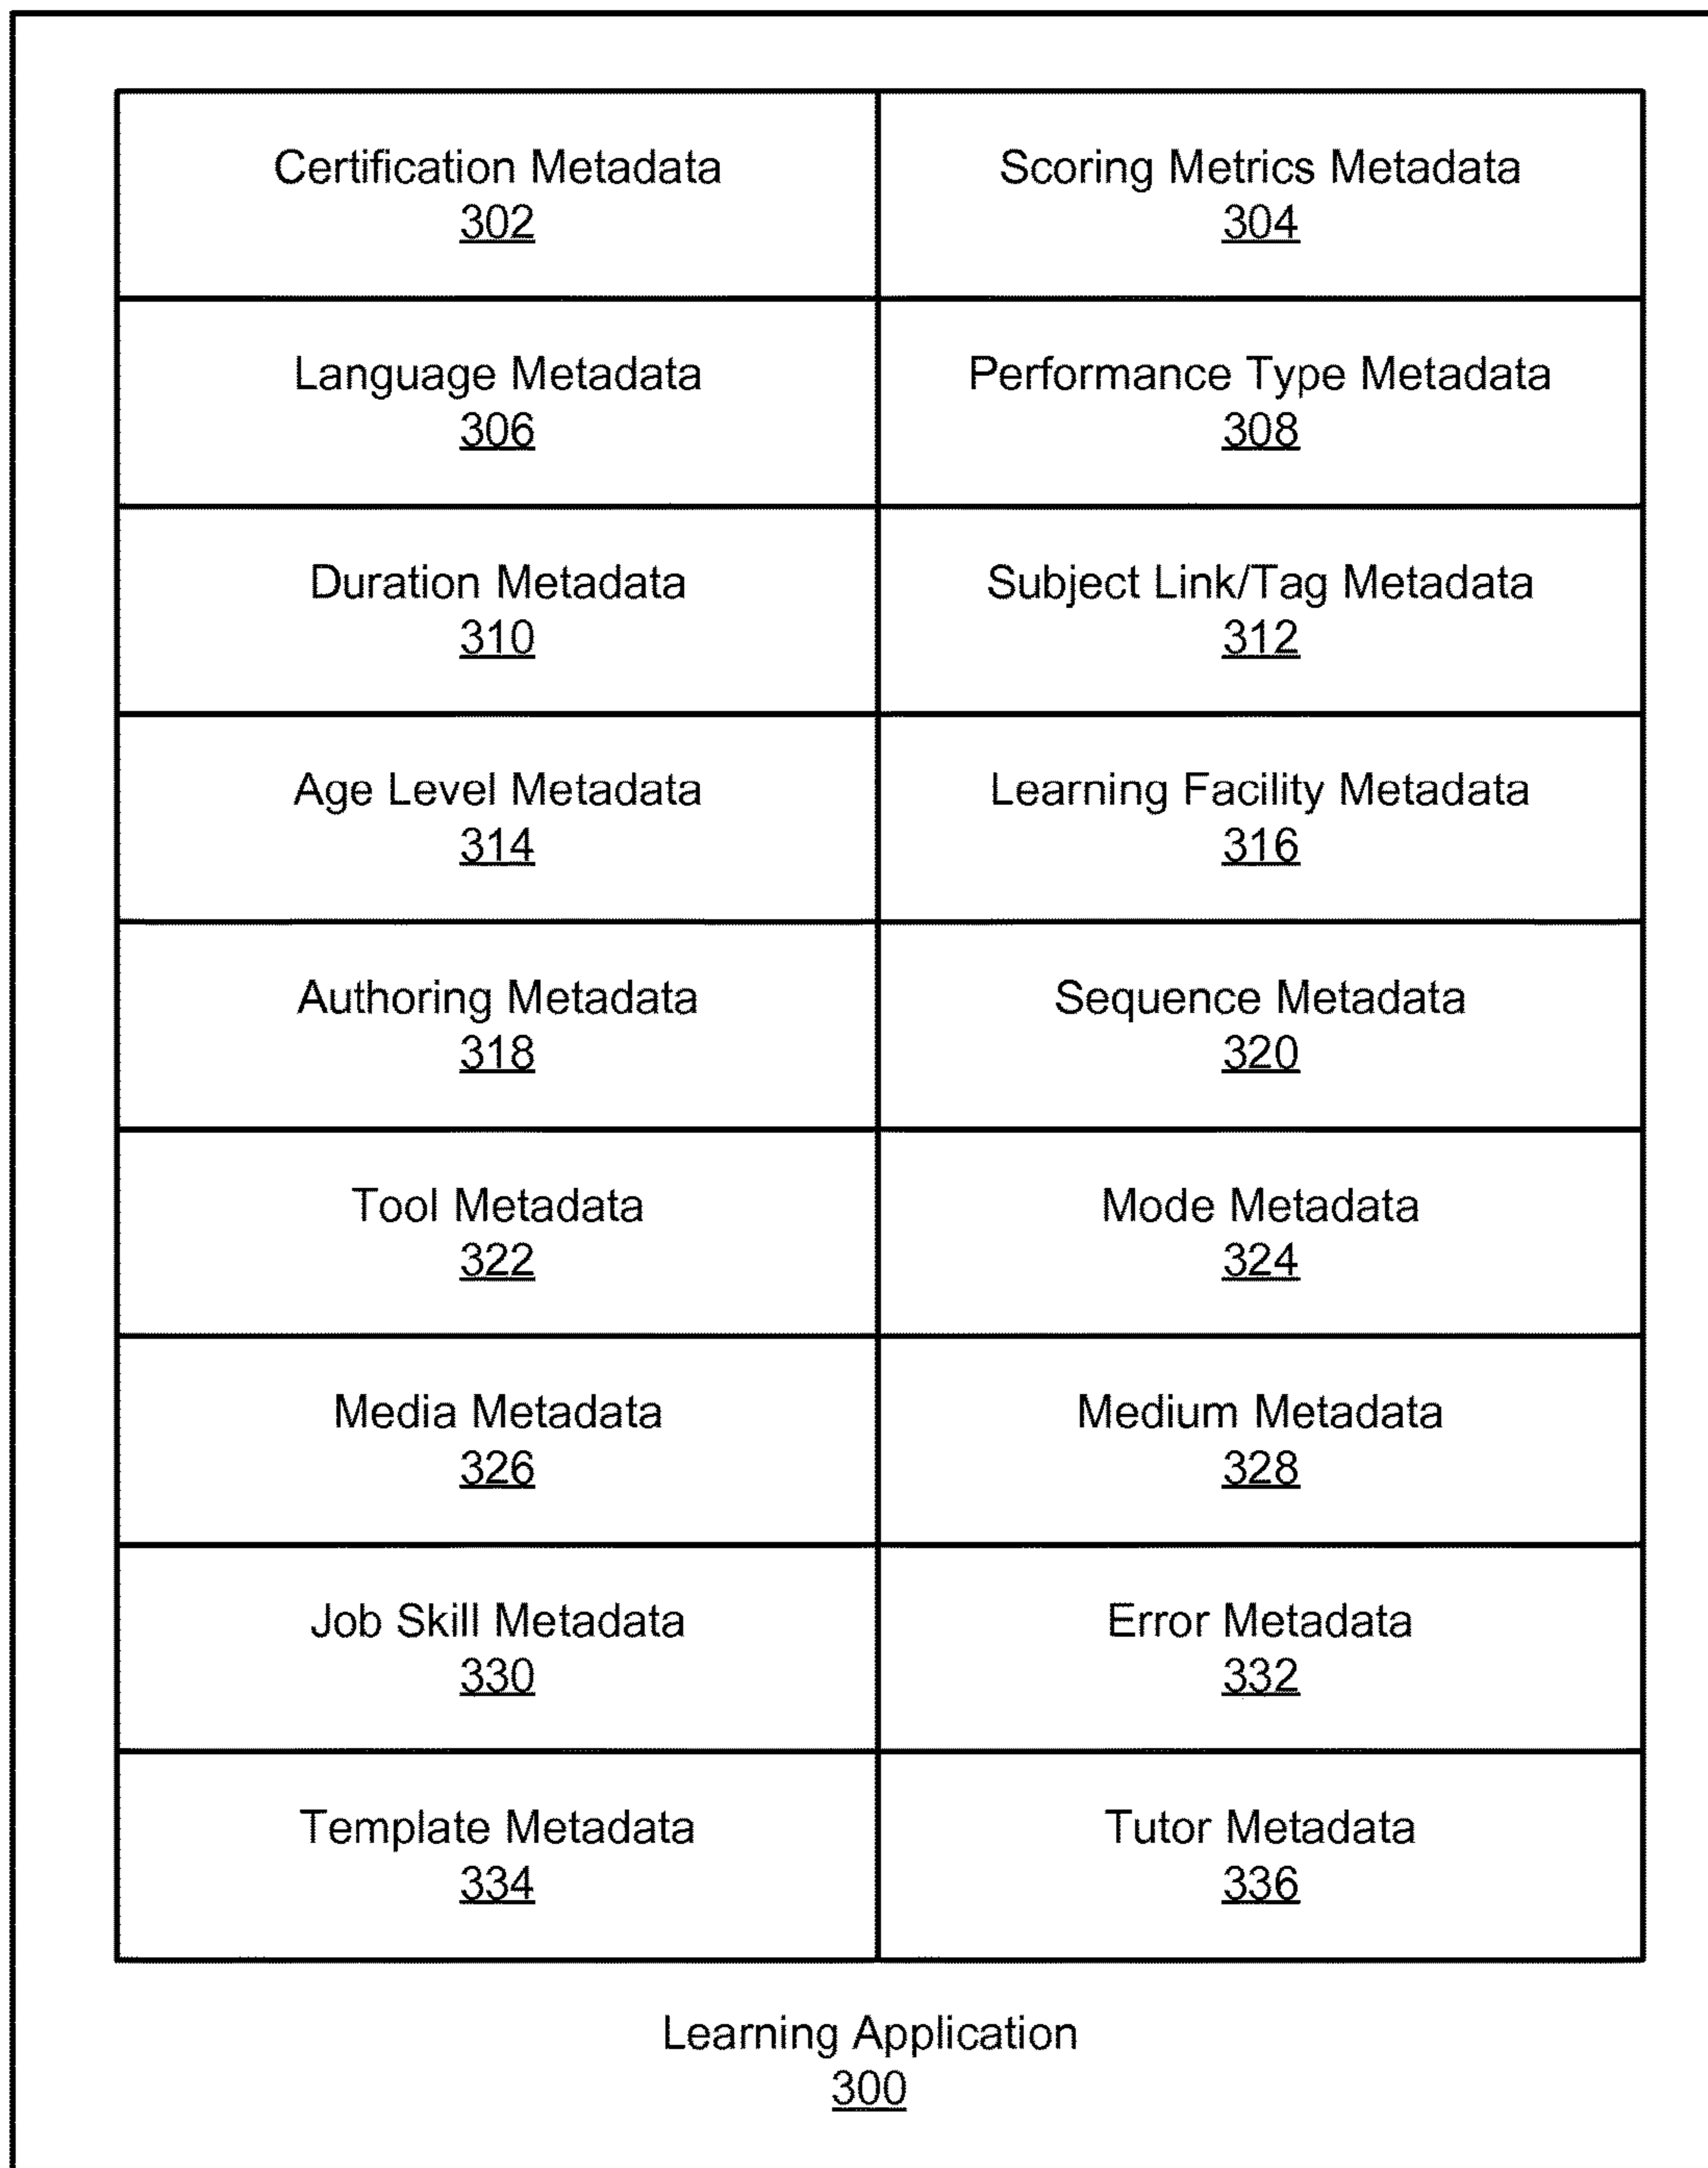 Certification Metadata
302
Scoring Metrics Metadata
304
Language Metadata
306
Performance Type Metadata
308
Duration Metadata
310
Subject Link/Tag Metadata
312
Age Level Metadata
314
Learning Facility Metadata
316
Authoring Metadata
318
Sequence Metadata
320
Tool Metadata
322
Mode Metadata
324
Media Metadata
326
Medium Metadata
328
Job Skill Metadata
330
Error Metadata
332
Template Metadata
334
Tutor Metadata
336
Learning Application
300